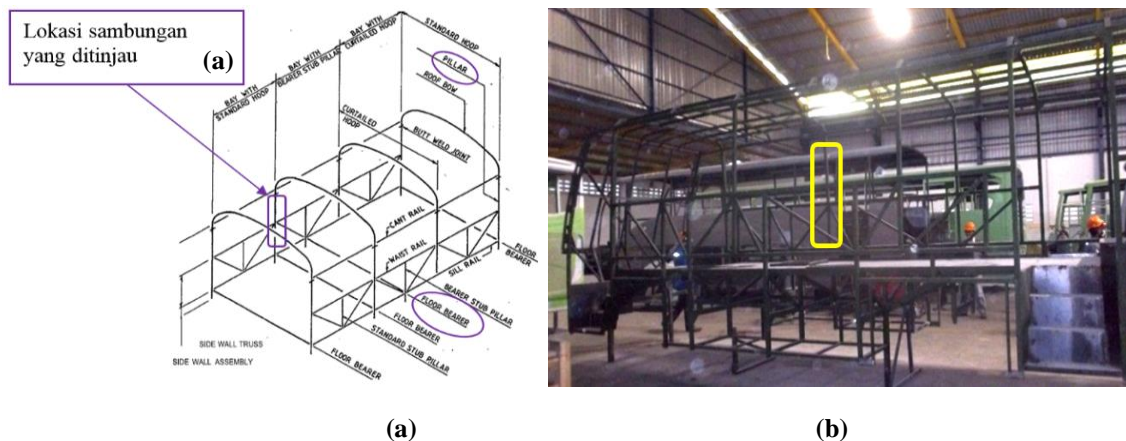 Lokasi sambungan
yang ditinjau
(a)
BAY WITH
STANDARD HOOP
BAY WITH
BEARER STUB PILLAR
BAY WITH
CURTAILED HOOP
STANDARD HOOP
PILLAR
ROOF BOW
CURTAILED
HOOP
BUTT WELD JOINT
CANT RAIL
WAIST RAIL
SILL RAIL
FLOOR
BEARER
BEARER STUB PILLAR
FLOOR BEARER
FLOOR BEARER
STANDARD STUB PILLAR
FLOOR BEARER
SIDE WALL TRUSS
SIDE WALL ASSEMBLY
(a)
(b)